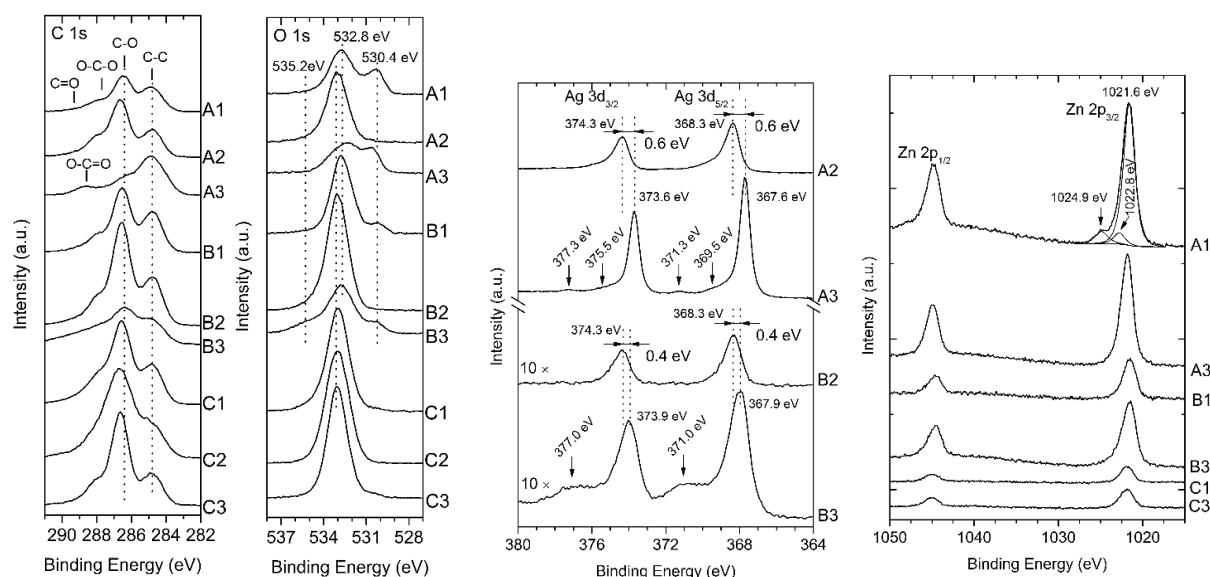 C 1s
C-O
C-C
O-C-O
C=O
O-C=O
A1
A2
A3
B1
B2
B3
C1
C2
C3
290 288 286 284 282
Binding Energy (eV)
Intensity (a.u.)
O 1s
532.8 eV
535.2eV
530.4 eV
A1
A2
A3
B1
B2
B3
C1
C2
C3
537 534 531 528
Binding Energy (eV)
Intensity (a.u.)
Ag 3d3/2
Ag 3d5/2
374.3 eV
368.3 eV
0.6 eV
0.6 eV
A2
373.6 eV
367.6 eV
377.3 eV
375.5 eV
371.3 eV
369.5 eV
A3
374.3 eV
368.3 eV
0.4 eV
0.4 eV
10 ×
B2
373.9 eV
367.9 eV
377.0 eV
371.0 eV
10 ×
B3
380 376 372 368 364
Binding Energy (eV)
Intensity (a.u.)
1021.6 eV
Zn 2p3/2
Zn 2p1/2
1024.9 eV
1022.8 eV
A1
A3
B1
B3
C1
C3
1050 1040 1030 1020
Binding Energy (eV)
Intensity (a.u.)